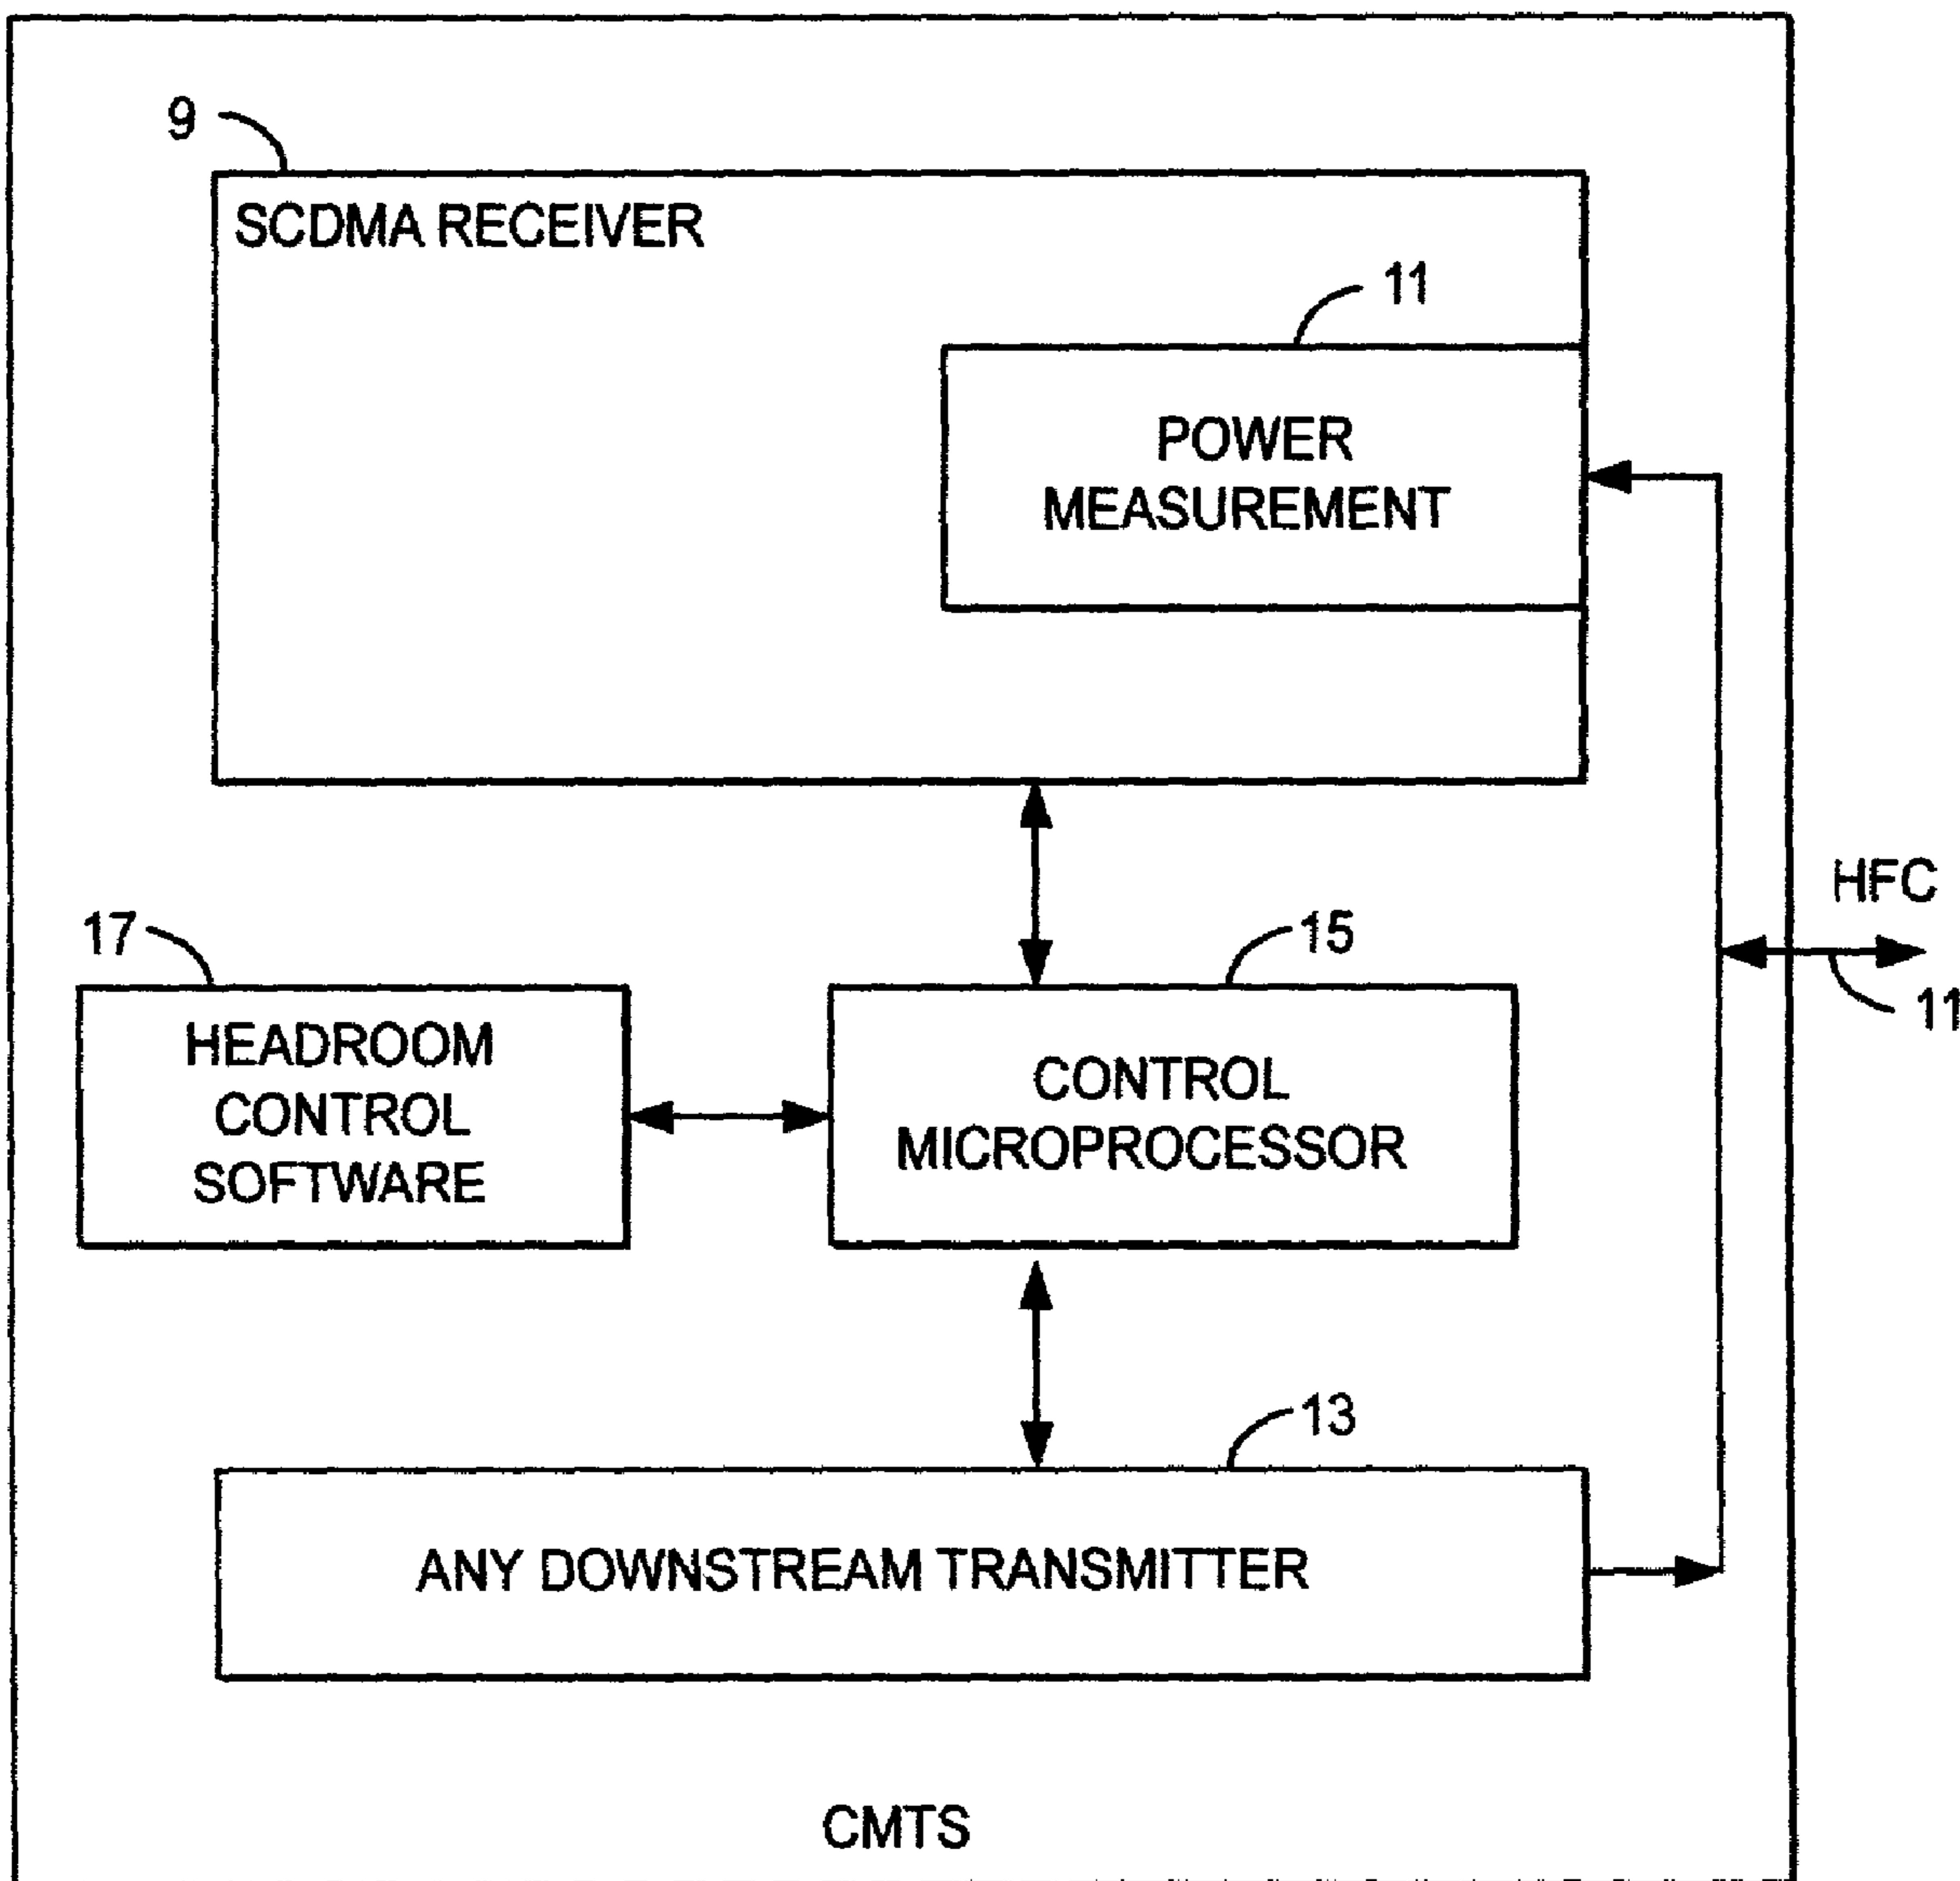 9
SCDMA RECEIVER
11
POWER
MEASUREMENT
HFC
17
15
11
HEADROOM
CONTROL
SOFTWARE
CONTROL
MICROPROCESSOR
13
ANY DOWNSTREAM TRANSMITTER
CMTS